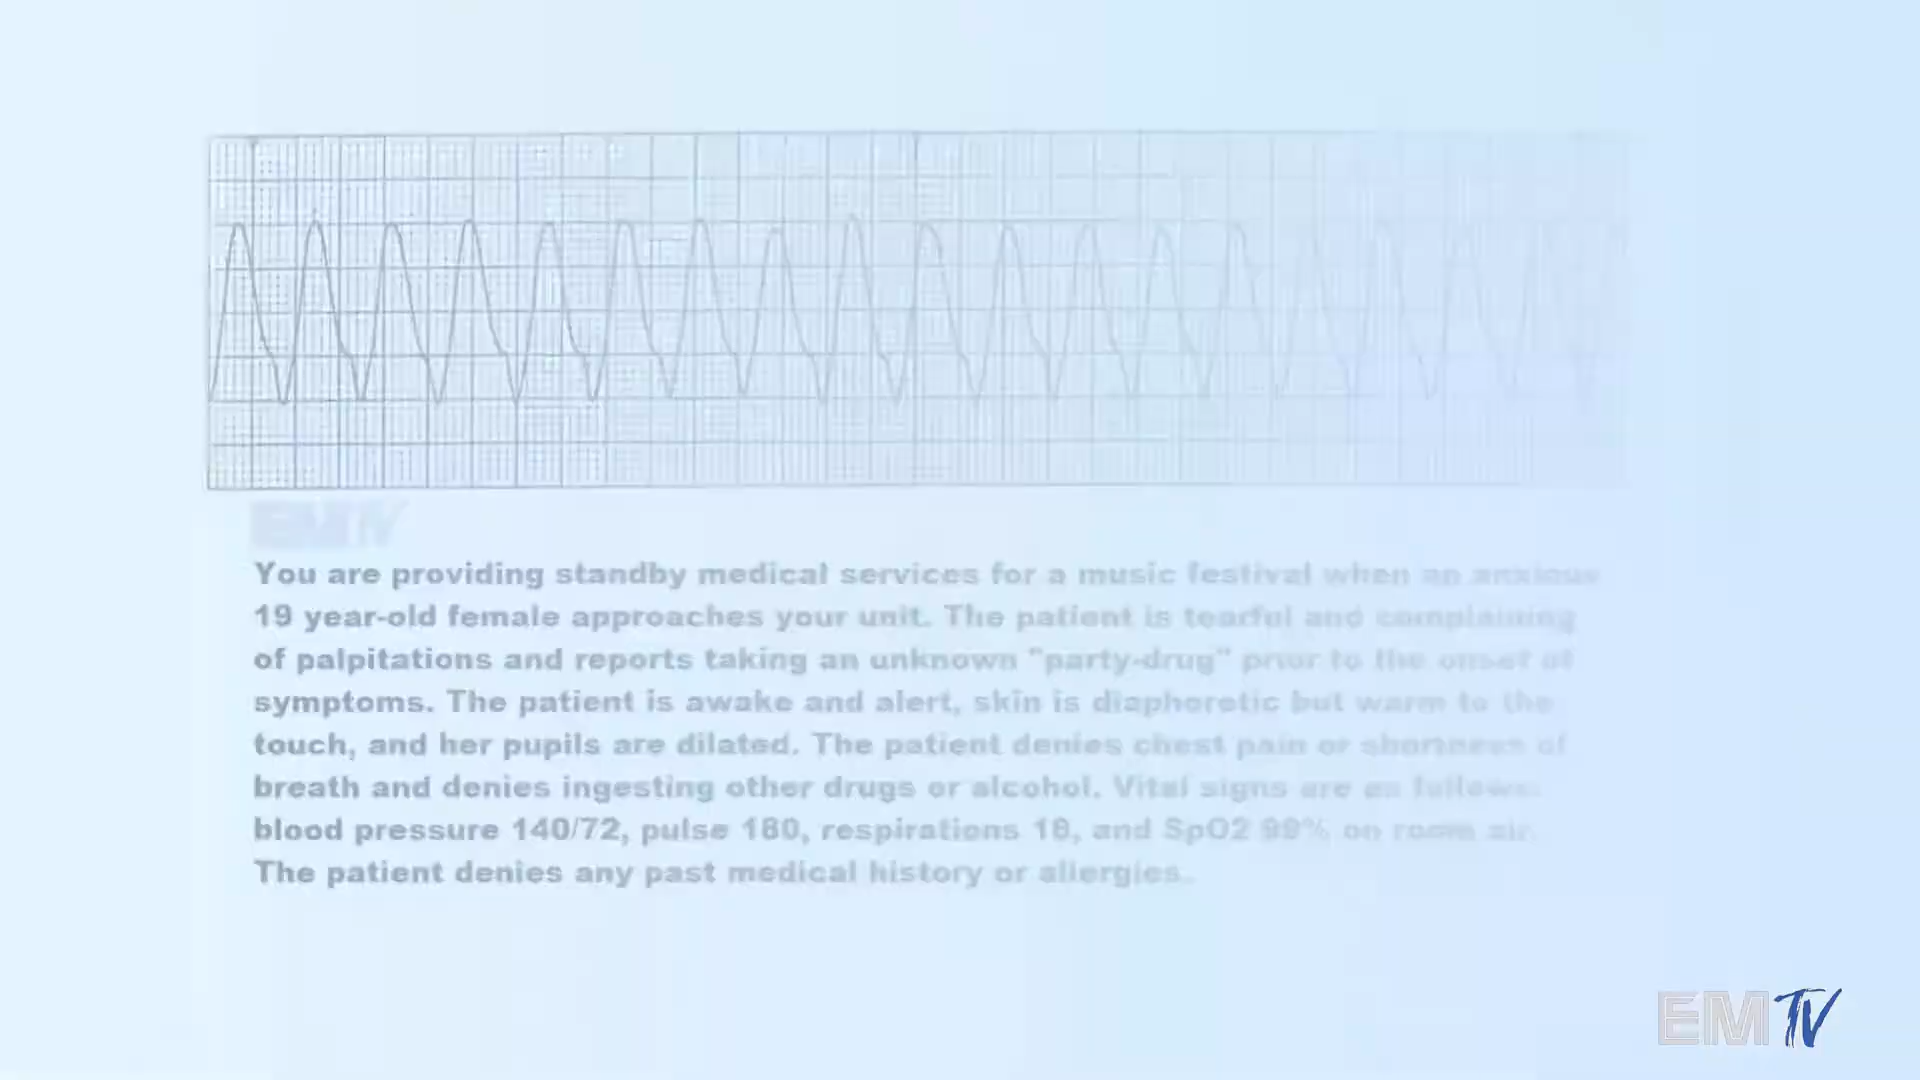 EMTV
You are providing standby medical services for a music festival when an anxious
19 year-old female approaches your unit. The patient is tearful and complaining
of palpitations and reports taking an unknown "party-drug" prior to the onset of
symptoms. The patient is awake and alert, skin is diaphoretic but warm to the
touch, and her pupils are dilated. The patient denies chest pain or shortness of
breath and denies ingesting other drugs or alcohol. Vital signs are as follows:
blood pressure 140/72, pulse 180, respirations 18, and SpO2 99% on room air.
The patient denies any past medical history or allergies.
EMTV